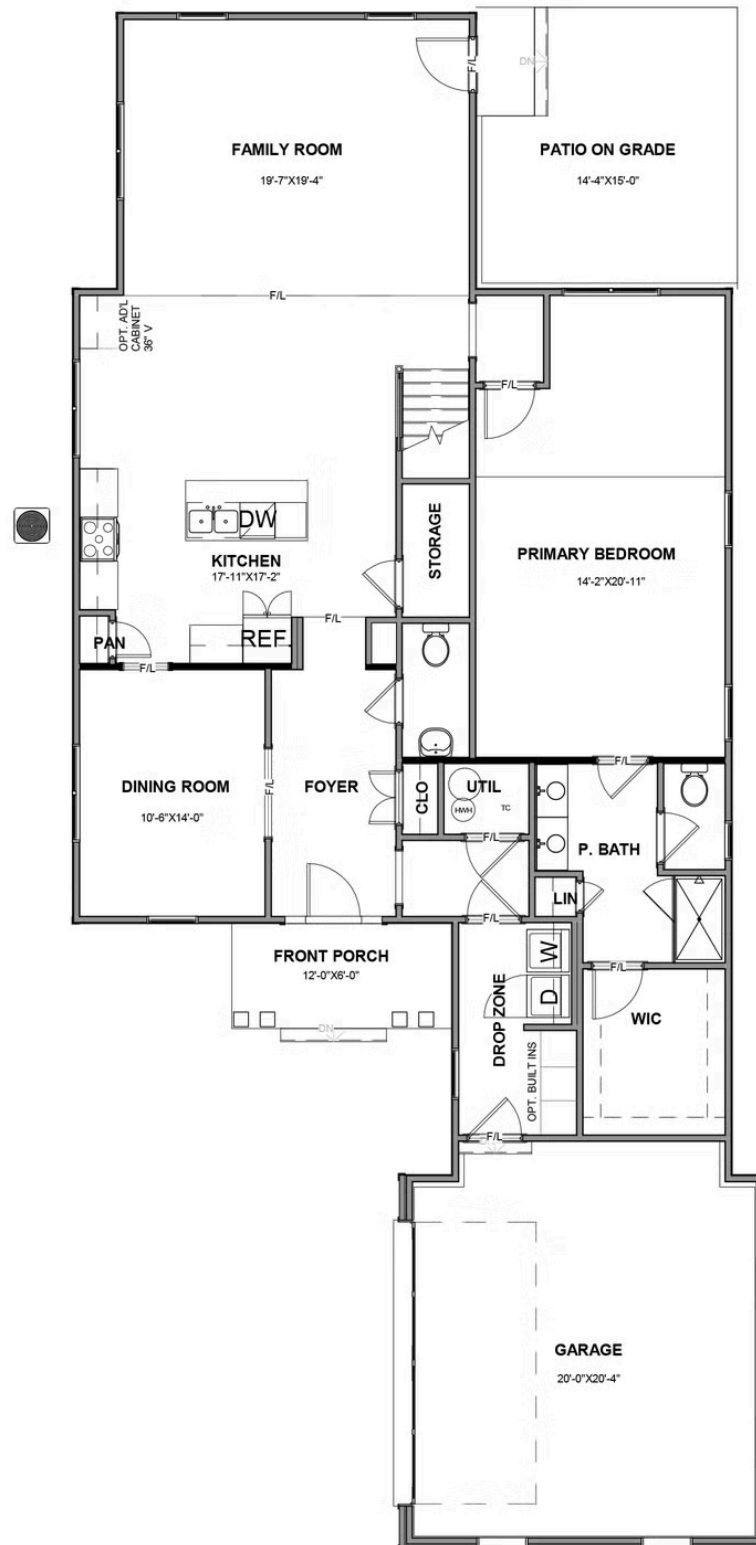 DN
F/L
FAMILY ROOM
19'-7"X19'-4"
PATIO ON GRADE
14'-4"X15'-0"
F/L
OPT. AD'L
CABINET
36" V
F/L
DW
STORAGE
KITCHEN
17'-11"X17'-2"
PRIMARY BEDROOM
14'-2"X20'-11"
F/L
PAN
REF.
F/L
DINING ROOM
10'-6"X14'-0"
F/L
FOYER
CLO
UTIL
HWH
TC
F/L
F/L
P. BATH
LIN
F/L
FRONT PORCH
12'-0"X6'-0"
DN
W
D
DROP ZONE
F/L
WIC
OPT. BUILT INS
F/L
GARAGE
20'-0"X20'-4"